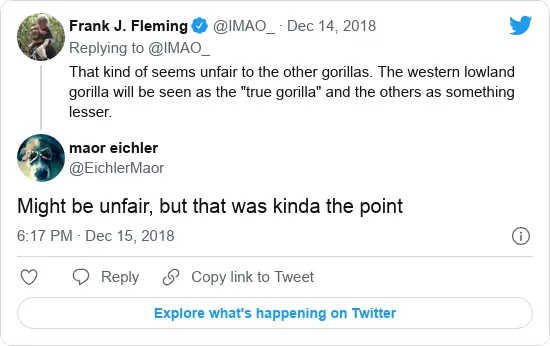 Frank J. Fleming @IMAO_ · Dec 14, 2018
Replying to @IMAO_
That kind of seems unfair to the other gorillas. The western lowland
gorilla will be seen as the "true gorilla" and the others as something
lesser.
maor eichler
@EichlerMaor
Might be unfair, but that was kinda the point
6:17 PM · Dec 15, 2018
Reply Copy link to Tweet
Explore what's happening on Twitter